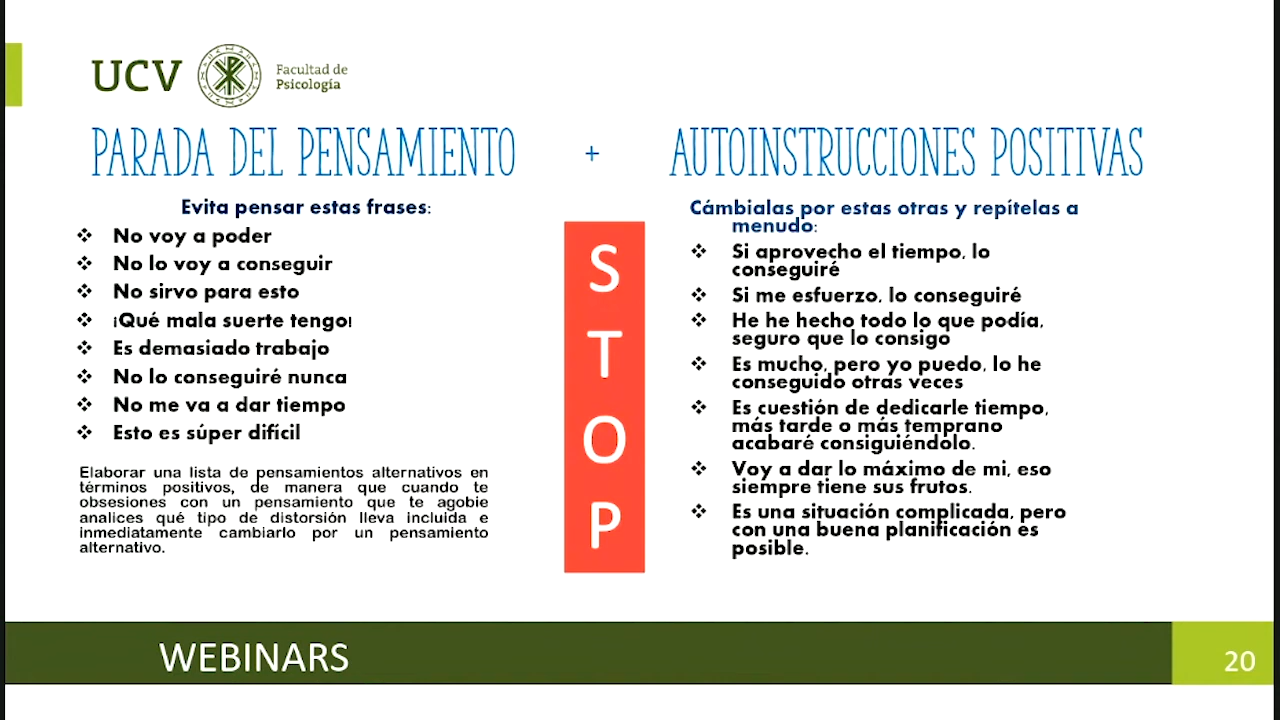 UCV
Facultad de
Psicología
PARADA DEL PENSAMIENTO + AUTOINSTRUCCIONES POSITIVAS
Evita pensar estas frases:
❖ No voy a poder
❖ No lo voy a conseguir
❖ No sirvo para esto
❖ ¡Qué mala suerte tengo!
❖ Es demasiado trabajo
❖ No lo conseguiré nunca
❖ No me va a dar tiempo
❖ Esto es súper difícil
Elaborar una lista de pensamientos alternativos en
términos positivos, de manera que cuando te
obsesiones con un pensamiento que te agobie
analices qué tipo de distorsión lleva incluida e
inmediatamente cambiarlo por un pensamiento
alternativo.
S
T
O
P
Cámbialas por estas otras y repítelas a
menudo:
❖ Si aprovecho el tiempo, lo
conseguiré
❖ Si me esfuerzo, lo conseguiré
❖ He he hecho todo lo que podía,
seguro que lo consigo
❖ Es mucho, pero yo puedo, lo he
conseguido otras veces
❖ Es cuestión de dedicarle tiempo,
más tarde o más temprano
acabaré consiguiéndolo.
❖ Voy a dar lo máximo de mi, eso
siempre tiene sus frutos.
❖ Es una situación complicada, pero
con una buena planificación es
posible.
WEBINARS
20